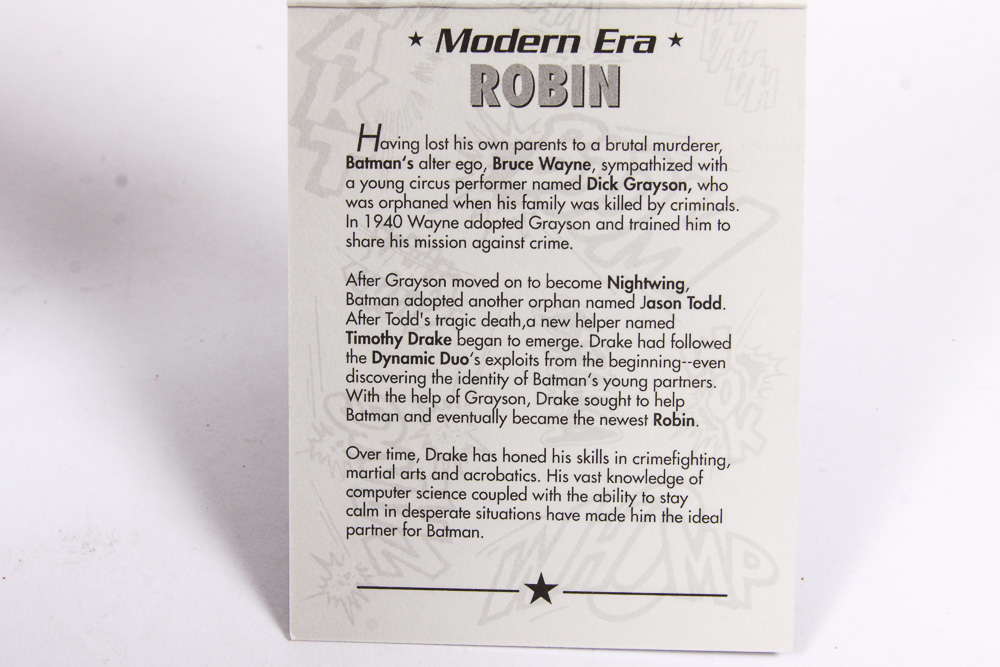 ★ Modern Era ★
ROBIN
Having lost his own parents to a brutal murderer,
Batman's alter ego, Bruce Wayne, sympathized with
a young circus performer named Dick Grayson, who
was orphaned when his family was killed by criminals.
In 1940 Wayne adopted Grayson and trained him to
share his mission against crime.
After Grayson moved on to become Nightwing,
Batman adopted another orphan named Jason Todd.
After Todd's tragic death,a new helper named
Timothy Drake began to emerge. Drake had followed
the Dynamic Duo's exploits from the beginning--even
discovering the identity of Batman's young partners.
With the help of Grayson, Drake sought to help
Batman and eventually became the newest Robin.
Over time, Drake has honed his skills in crimefighting,
martial arts and acrobatics. His vast knowledge of
computer science coupled with the ability to stay
calm in desperate situations have made him the ideal
partner for Batman.
WHUMP